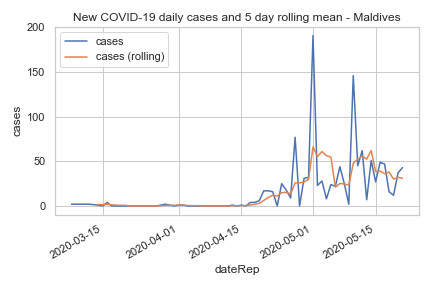 New COVID-19 daily cases and 5 day rolling mean - Maldives
200
150
100
50
0
cases
cases
cases (rolling)
2020-03-15
2020-04-01
2020-04-15
2020-05-01
2020-05-15
dateRep